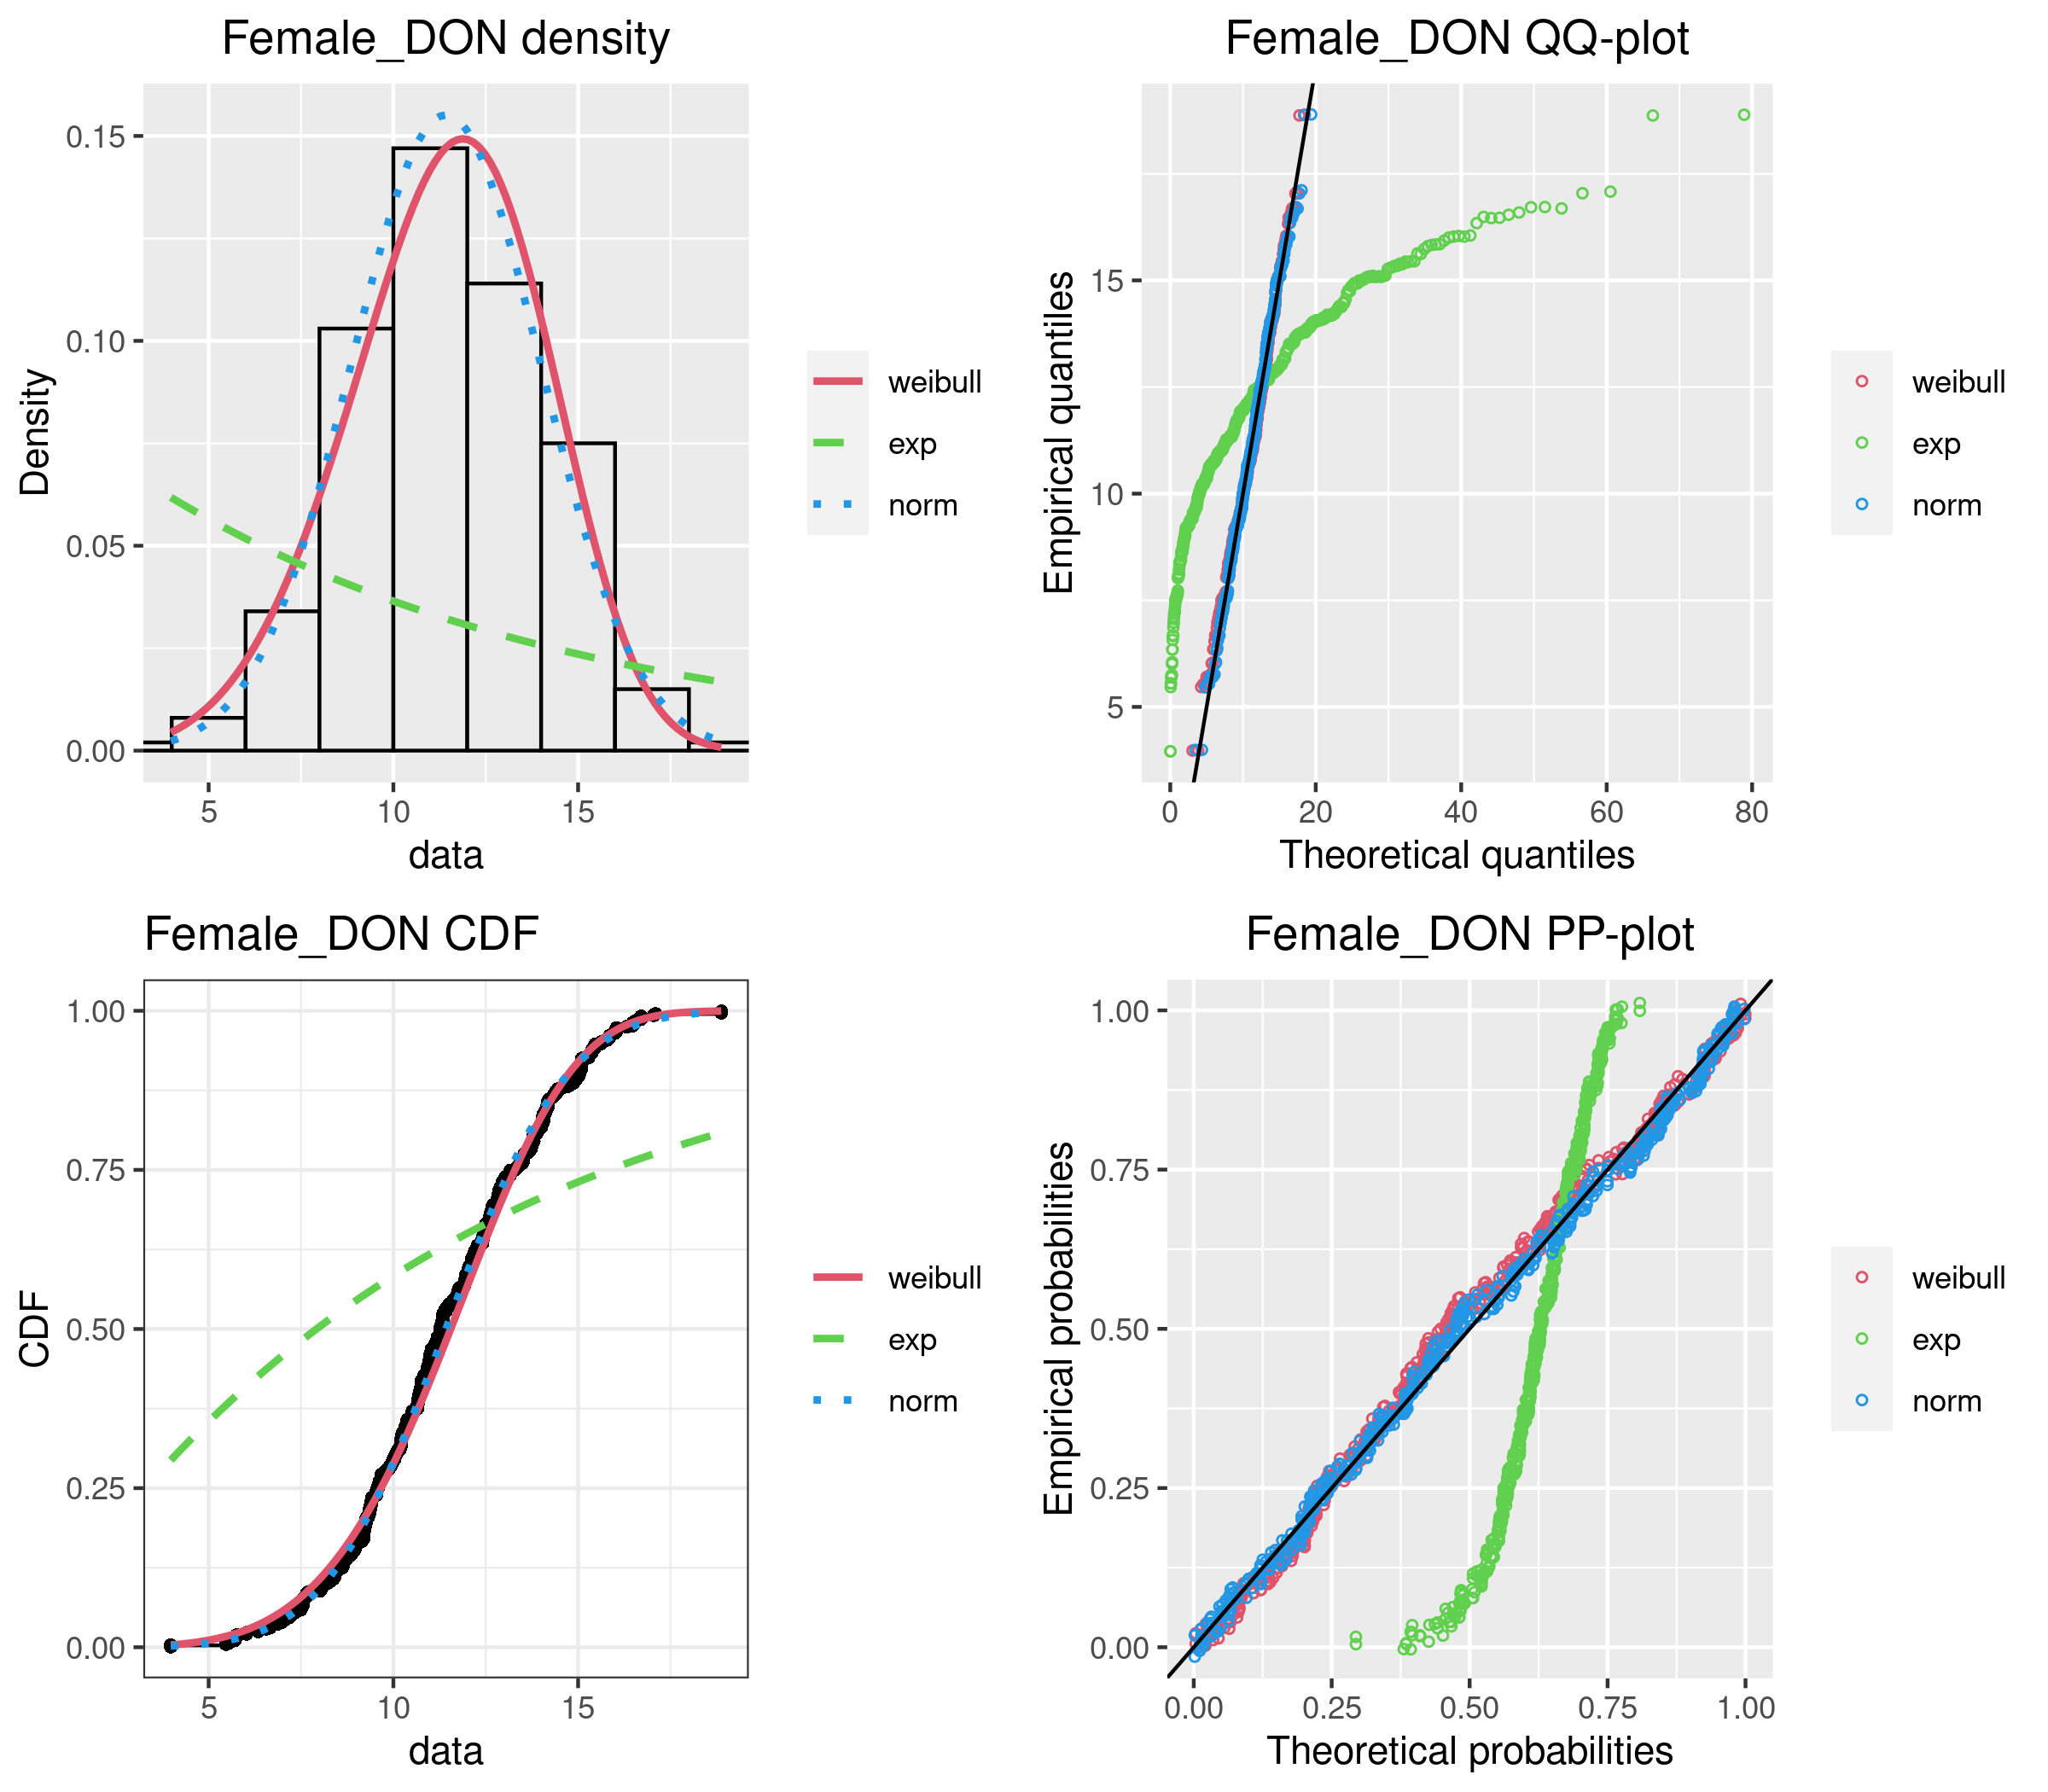 Female_DON density
0.15
0.10
0.05
0.00
Density
5 10 15
data
weibull
exp
norm
Female_DON QQ-plot
15
10
5
Empirical quantiles
0 20 40 60 80
Theoretical quantiles
weibull
exp
norm
Female_DON CDF
1.00
0.75
0.50
0.25
0.00
CDF
5 10 15
data
weibull
exp
norm
Female_DON PP-plot
1.00
0.75
0.50
0.25
0.00
Empirical probabilities
0.00 0.25 0.50 0.75 1.00
Theoretical probabilities
weibull
exp
norm